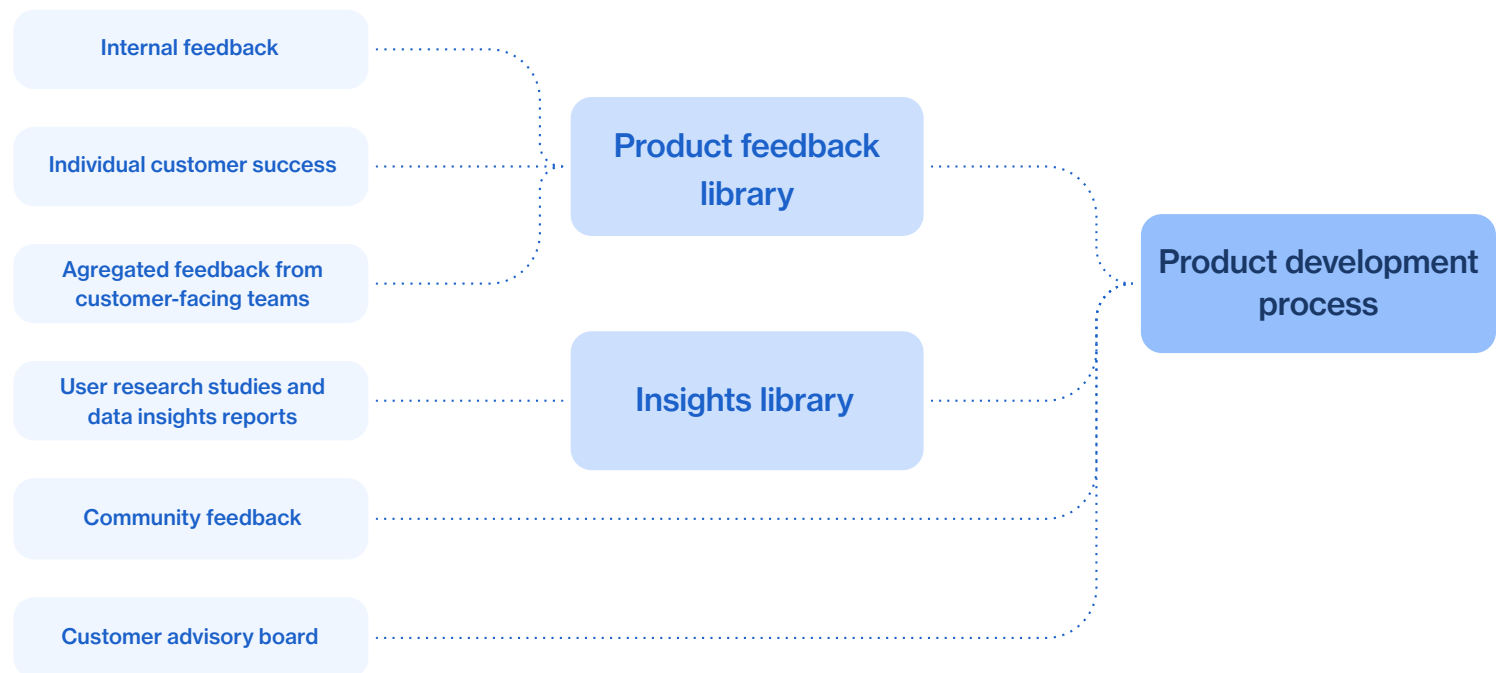 Internal feedback
Individual customer success
Agregated feedback from
customer-facing teams
User research studies and
data insights reports
Community feedback
Customer advisory board
Product feedback
library
Insights library
Product development
process